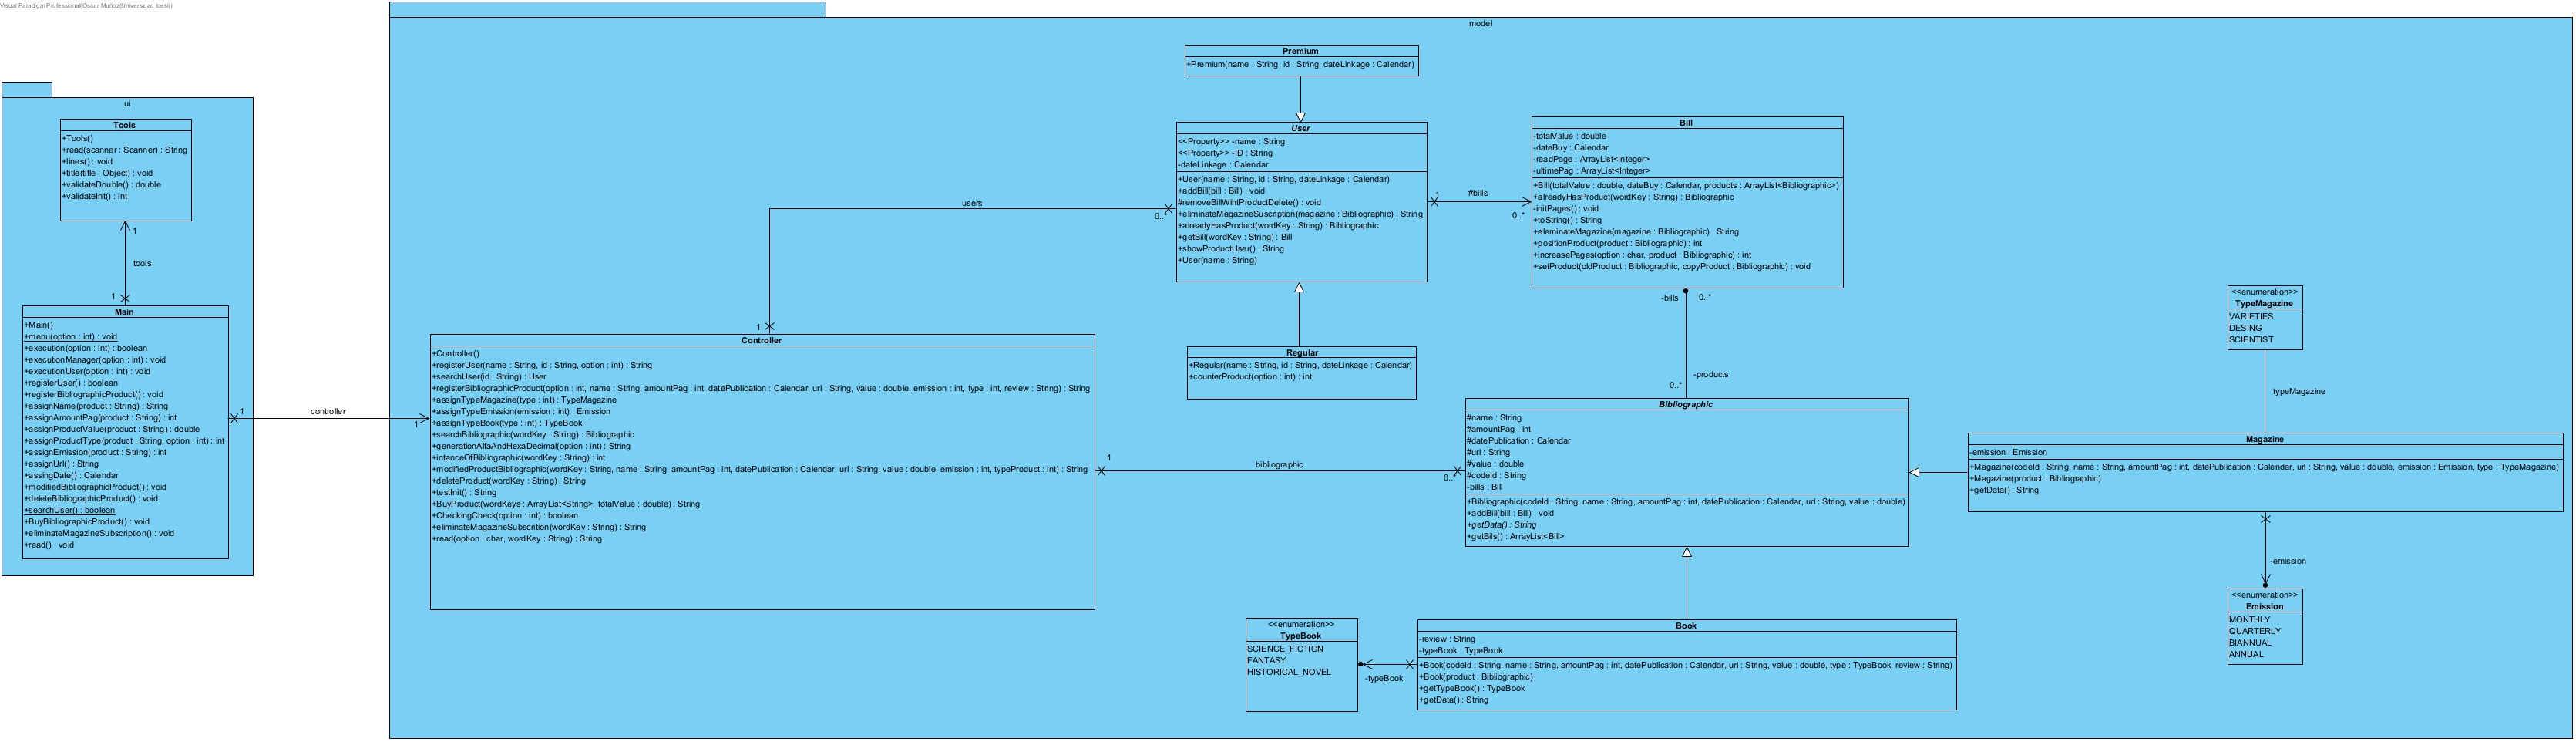 Visual Paradigm Professional(Oscar Muñoz(Universidad Icesi))
model
ui
Tools
+Tools()
+read(scanner : Scanner) : String
+lines() : void
+title(title : Object) : void
+validateDouble() : double
+validateInt() : int
1
tools
1
Main
+Main()
+menu(option : int) : void
+execution(option : int) : boolean
+executionManager(option : int) : void
+executionUser(option : int) : void
+registerUser() : boolean
+registerBibliographicProduct() : void
+assignName(product : String) : String
+assignAmountPag(product : String) : int
+assignProductValue(product : String) : double
+assignProductType(product : String, option : int) : int
+assignEmission(product : String) : int
+assignUrl() : String
+assingDate() : Calendar
+modifiedBibliographicProduct() : void
+deleteBibliographicProduct() : void
+searchUser() : boolean
+BuyBibliographicProduct() : void
+eliminateMagazineSubscription() : void
+read() : void
1
controller
1
Controller
+Controller()
+registerUser(name : String, id : String, option : int) : String
+searchUser(id : String) : User
+registerBibliographicProduct(option : int, name : String, amountPag : int, datePublication : Calendar, url : String, value : double, emission : int, type : int, review : String) : String
+assignTypeMagazine(type : int) : TypeMagazine
+assignTypeEmission(emission : int) : Emission
+assignTypeBook(type : int) : TypeBook
+searchBibliographic(wordKey : String) : Bibliographic
+generationAlfaAndHexaDecimal(option : int) : String
+intanceOfBibliographic(wordKey : String) : int
+modifiedProductBibliographic(wordKey : String, name : String, amountPag : int, datePublication : Calendar, url : String, value : double, emission : int, typeProduct : int) : String
+deleteProduct(wordKey : String) : String
+testInit() : String
+BuyProduct(wordKeys : ArrayList<String>, totalValue : double) : String
+CheckingCheck(option : int) : boolean
+eliminateMagazineSubscrition(wordKey : String) : String
+read(option : char, wordKey : String) : String
1
users
0..*
Premium
+Premium(name : String, id : String, dateLinkage : Calendar)
User
<<Property>> -name : String
<<Property>> -ID : String
-dateLinkage : Calendar
+User(name : String, id : String, dateLinkage : Calendar)
+addBill(bill : Bill) : void
#removeBillWihtProductDelete() : void
+eliminateMagazineSuscription(magazine : Bibliographic) : String
+alreadyHasProduct(wordKey : String) : Bibliographic
+getBill(wordKey : String) : Bill
+showProductUser() : String
+User(name : String)
1
#bills
0..*
Bill
-totalValue : double
-dateBuy : Calendar
-readPage : ArrayList<Integer>
-ultimePag : ArrayList<Integer>
+Bill(totalValue : double, dateBuy : Calendar, products : ArrayList<Bibliographic>)
+alreadyHasProduct(wordKey : String) : Bibliographic
-initPages() : void
+toString() : String
+eleminateMagazine(magazine : Bibliographic) : String
+positionProduct(product : Bibliographic) : int
+increasePages(option : char, product : Bibliographic) : int
+setProduct(oldProduct : Bibliographic, copyProduct : Bibliographic) : void
-bills
0..*
-products
0..*
Regular
+Regular(name : String, id : String, dateLinkage : Calendar)
+counterProduct(option : int) : int
1
bibliographic
0..*
Bibliographic
#name : String
#amountPag : int
#datePublication : Calendar
#url : String
#value : double
#codeId : String
-bills : Bill
+Bibliographic(codeId : String, name : String, amountPag : int, datePublication : Calendar, url : String, value : double)
+addBill(bill : Bill) : void
+getData() : String
+getBils() : ArrayList<Bill>
<<enumeration>>
TypeMagazine
VARIETIES
DESING
SCIENTIST
typeMagazine
Magazine
-emission : Emission
+Magazine(codeId : String, name : String, amountPag : int, datePublication : Calendar, url : String, value : double, emission : Emission, type : TypeMagazine)
+Magazine(product : Bibliographic)
+getData() : String
-emission
<<enumeration>>
Emission
MONTHLY
QUARTERLY
BIANNUAL
ANNUAL
<<enumeration>>
TypeBook
SCIENCE_FICTION
FANTASY
HISTORICAL_NOVEL
-typeBook
Book
-review : String
-typeBook : TypeBook
+Book(codeId : String, name : String, amountPag : int, datePublication : Calendar, url : String, value : double, type : TypeBook, review : String)
+Book(product : Bibliographic)
+getTypeBook() : TypeBook
+getData() : String